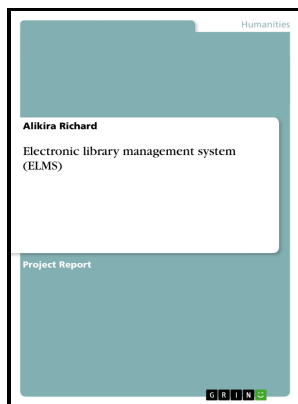 Humanities
Alikira Richard
Electronic library management system
(ELMS)
Project Report
GRIN